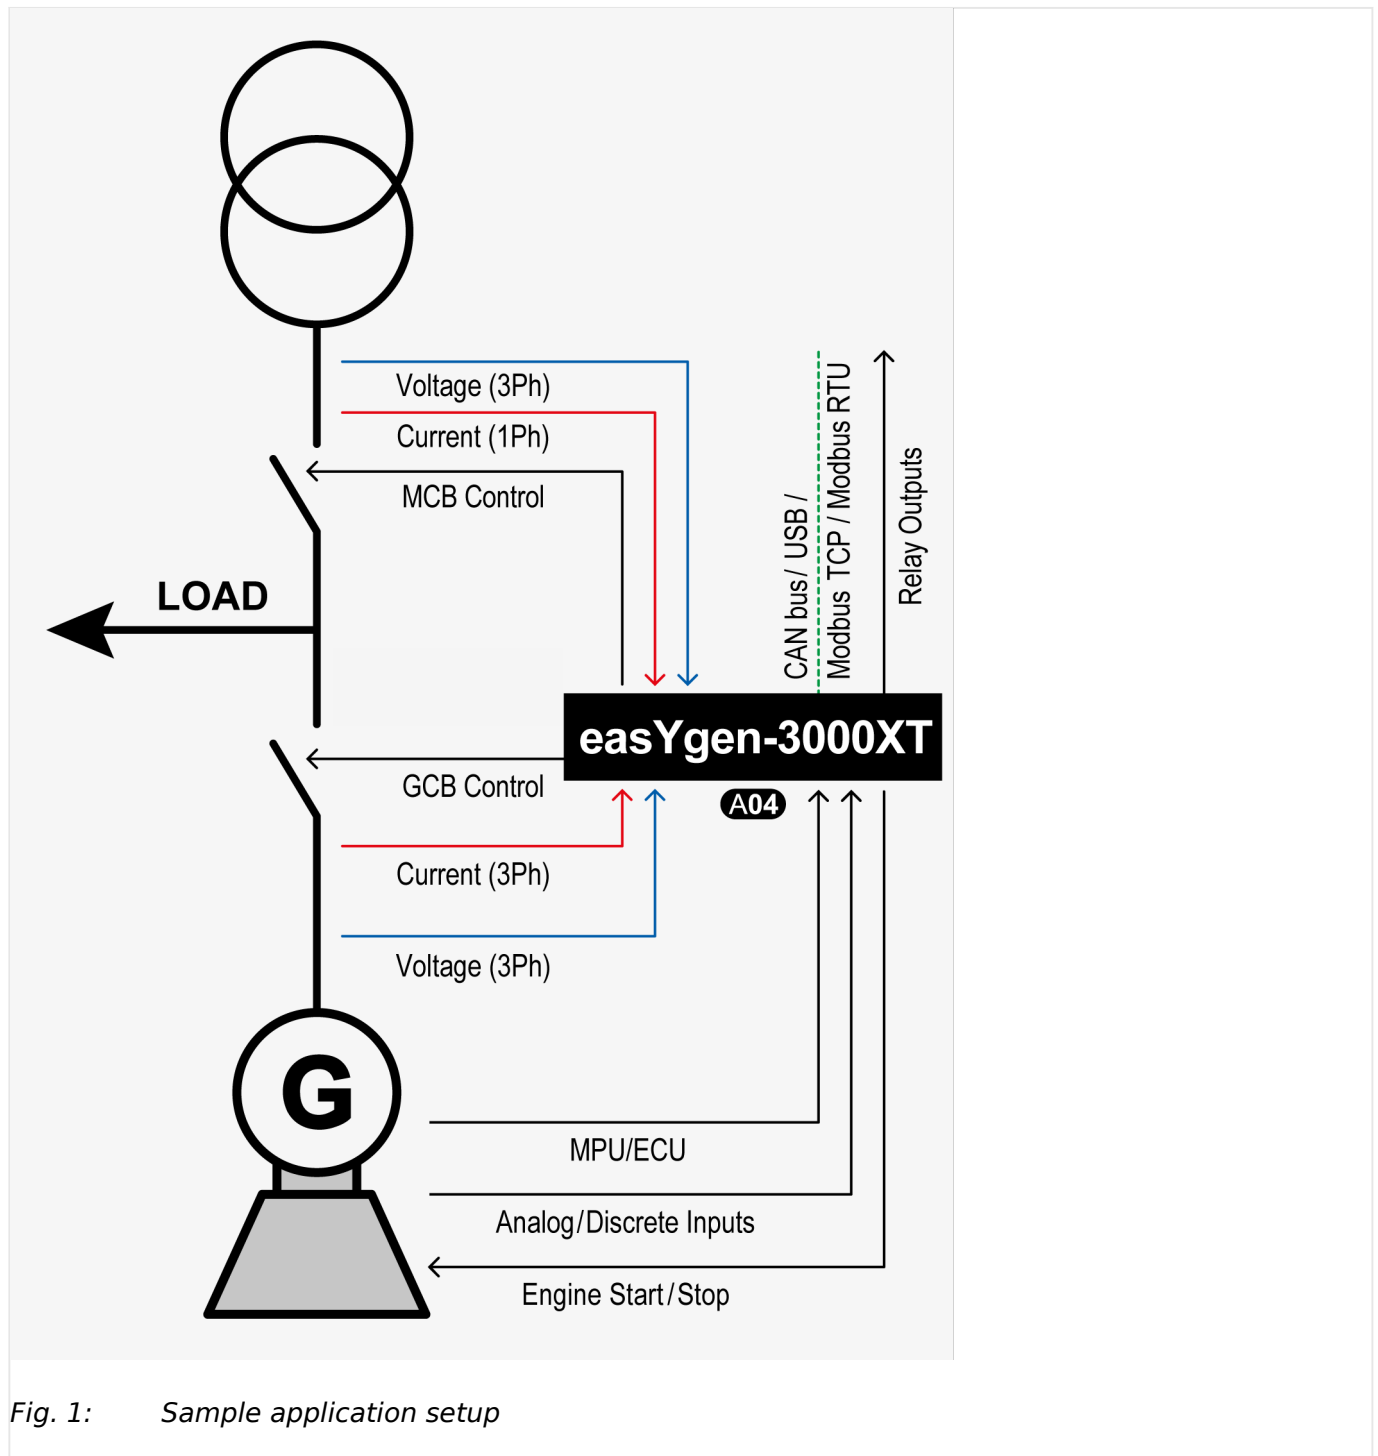 Voltage (3Ph)
Current (1Ph)
MCB Control
CAN bus / USB /
Modbus TCP / Modbus RTU
Relay Outputs
LOAD
easYgen-3000XT
GCB Control
A04
Current (3Ph)
Voltage (3Ph)
G
MPU/ECU
Analog/Discrete Inputs
Engine Start/Stop
Fig. 1: Sample application setup